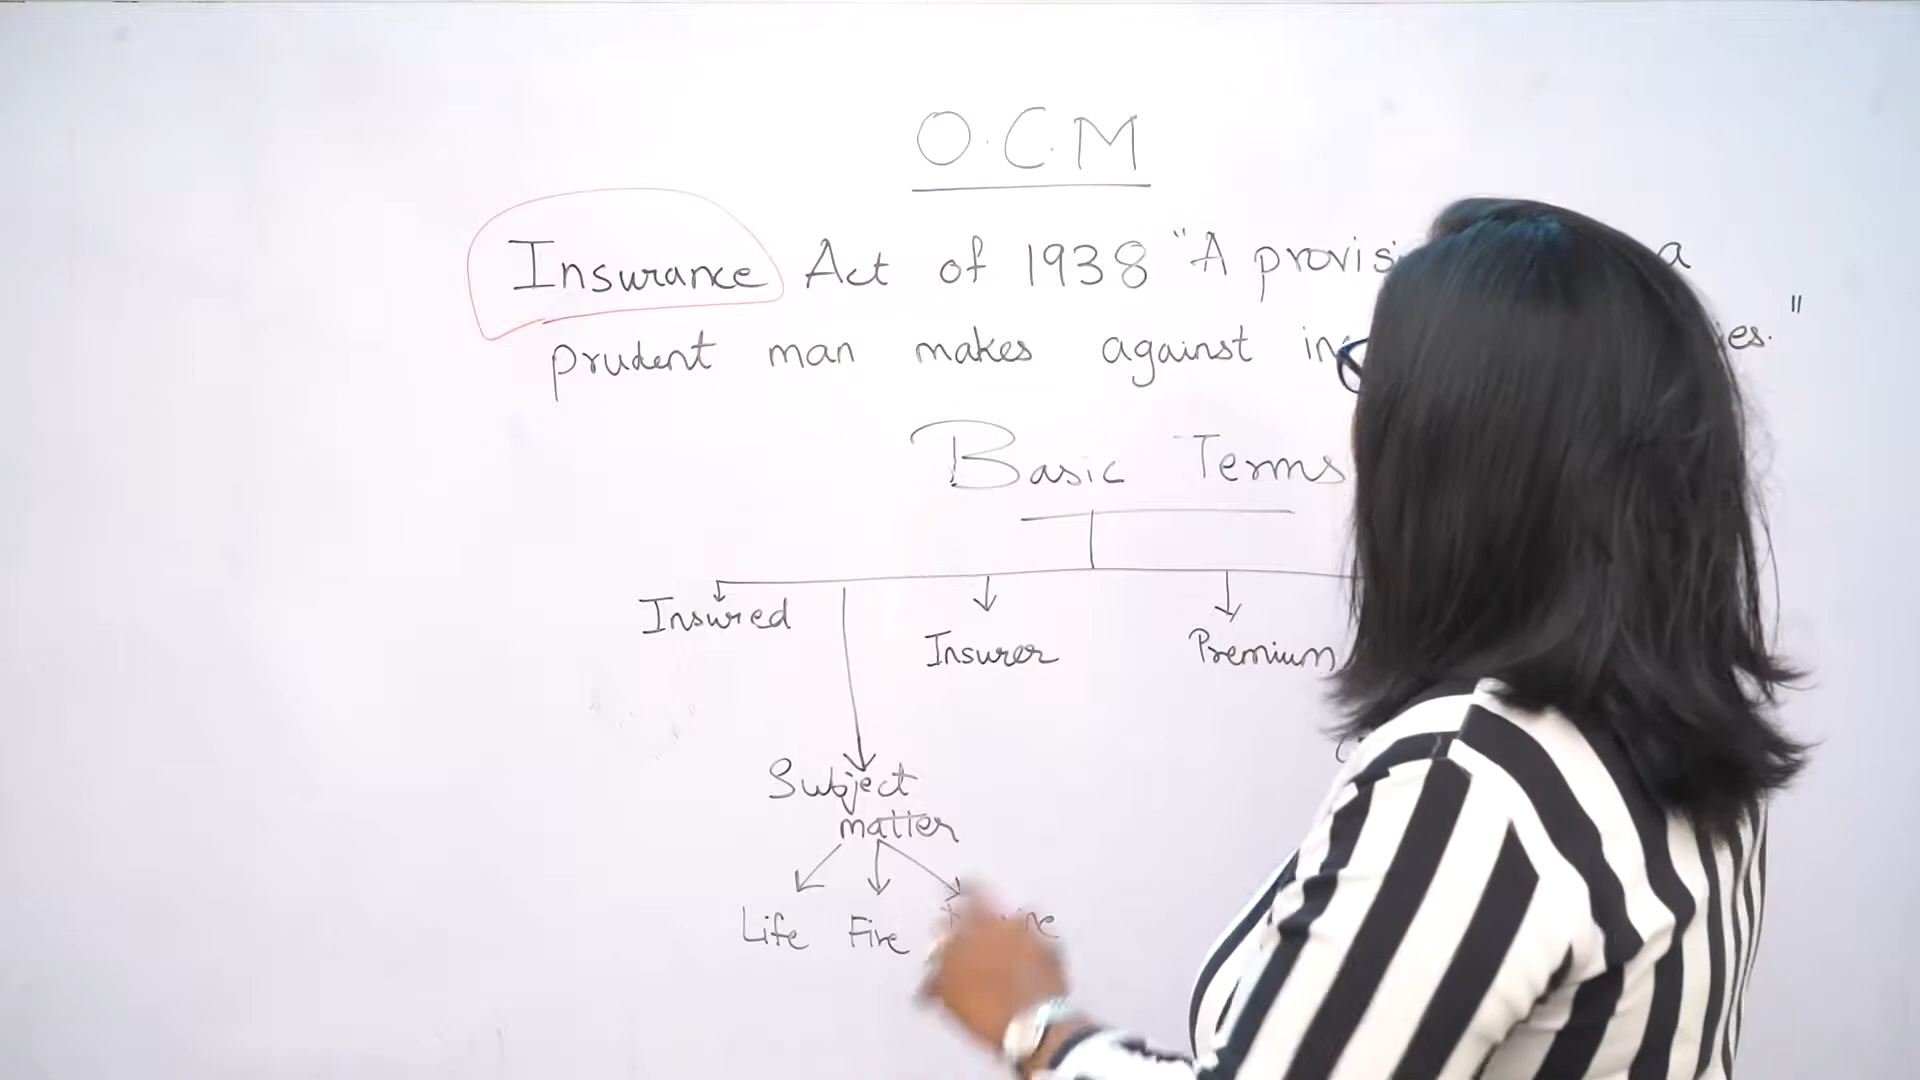 O.C.M
Insurance Act of 1938 "A provis a
prudent man makes against in es."
Basic Terms
Insured
Insurer
Premium
Subject
matter
Life Fire